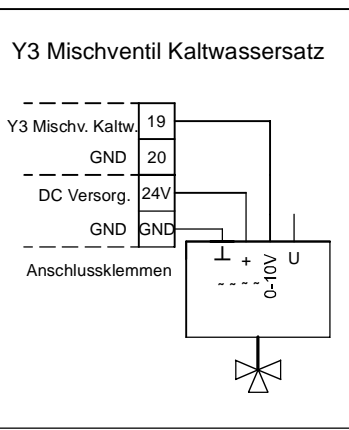 Y3 Mischventil Kaltwassersatz
Y3 Mischv. Kaltw. 19
GND 20
DC Versorg. 24V
GND GND
Anschlussklemmen
⊥ + 0-10V U
~ ~ ~ ~